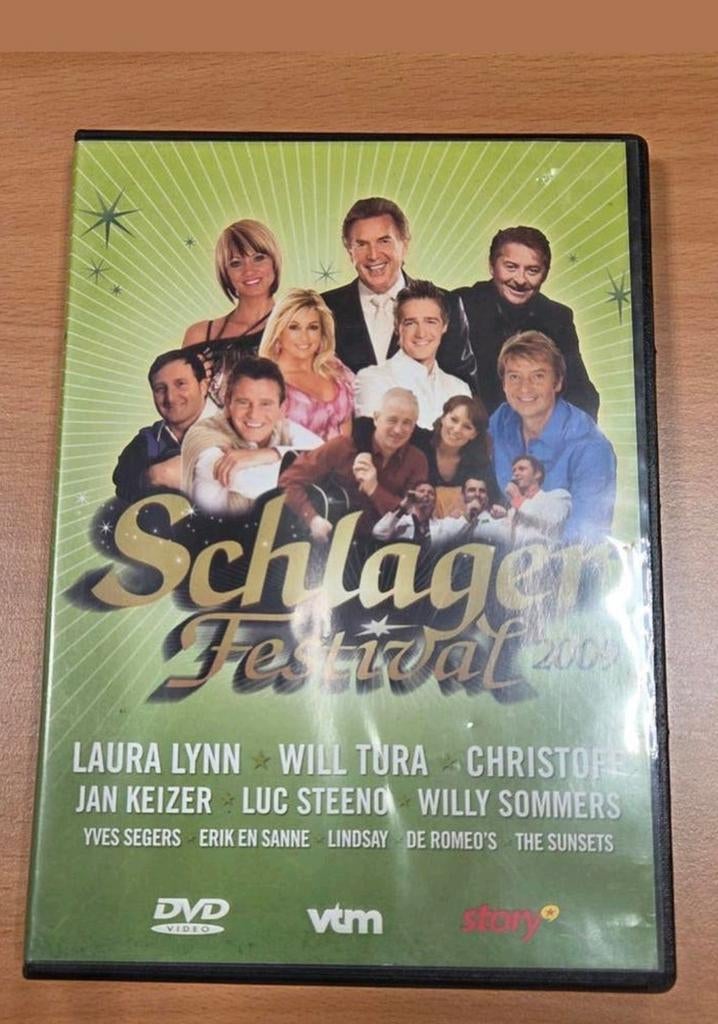 Schlager
Festival 2009
LAURA LYNN ★ WILL TURA ★ CHRISTOFF
JAN KEIZER ★ LUC STEENO ★ WILLY SOMMERS
YVES SEGERS ★ ERIK EN SANNE ★ LINDSAY ★ DE ROMEO'S ★ THE SUNSETS
DVD VIDEO vtm story